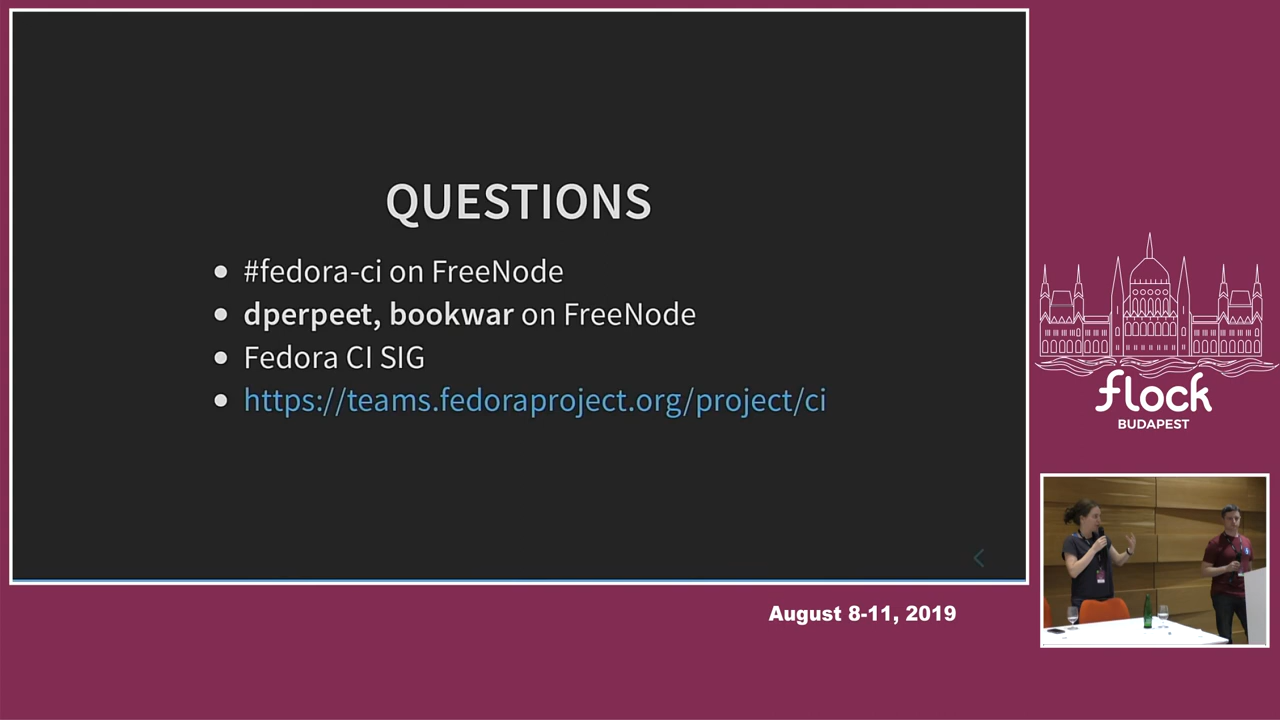 QUESTIONS
#fedora-ci on FreeNode
dperpeet, bookwar on FreeNode
Fedora CI SIG
https://teams.fedoraproject.org/project/ci
flock
BUDAPEST
August 8-11, 2019